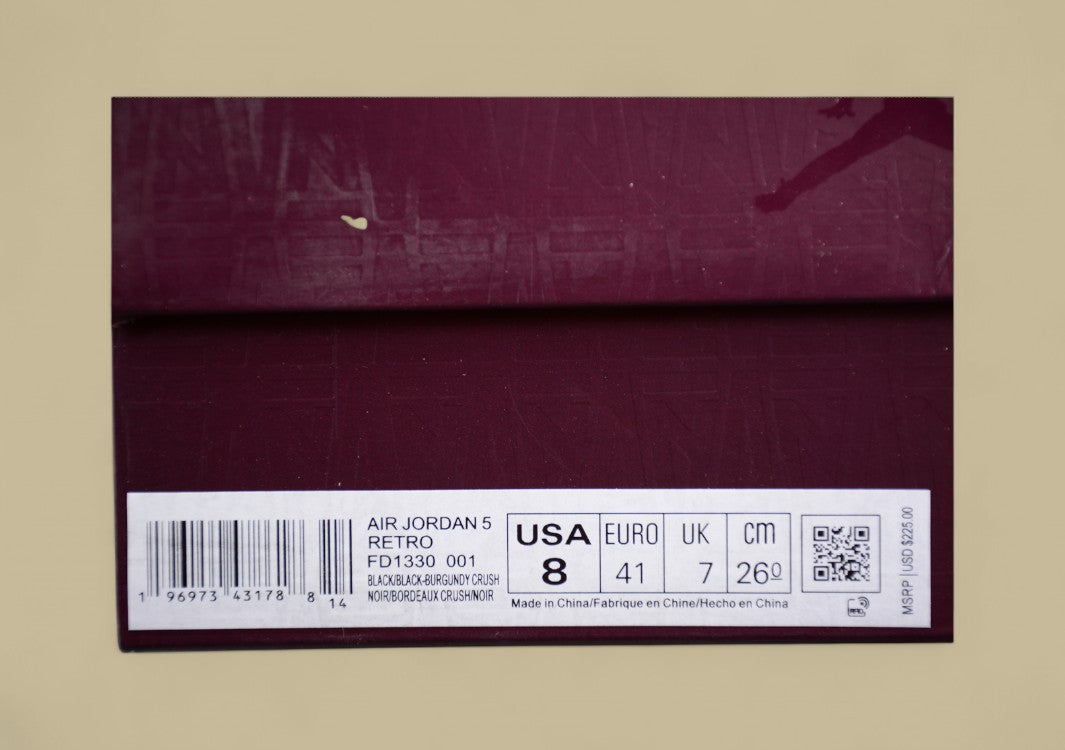 AIR JORDAN 5
RETRO
FD1330 001
BLACK/BLACK-BURGUNDY CRUSH
NOIR/BORDEAUX CRUSH/NOIR
1 96973 43178 8 14
USA EURO UK cm
8 41 7 26º
Made in China/Fabrique en Chine/Hecho en China
MSRP | USD $225.00